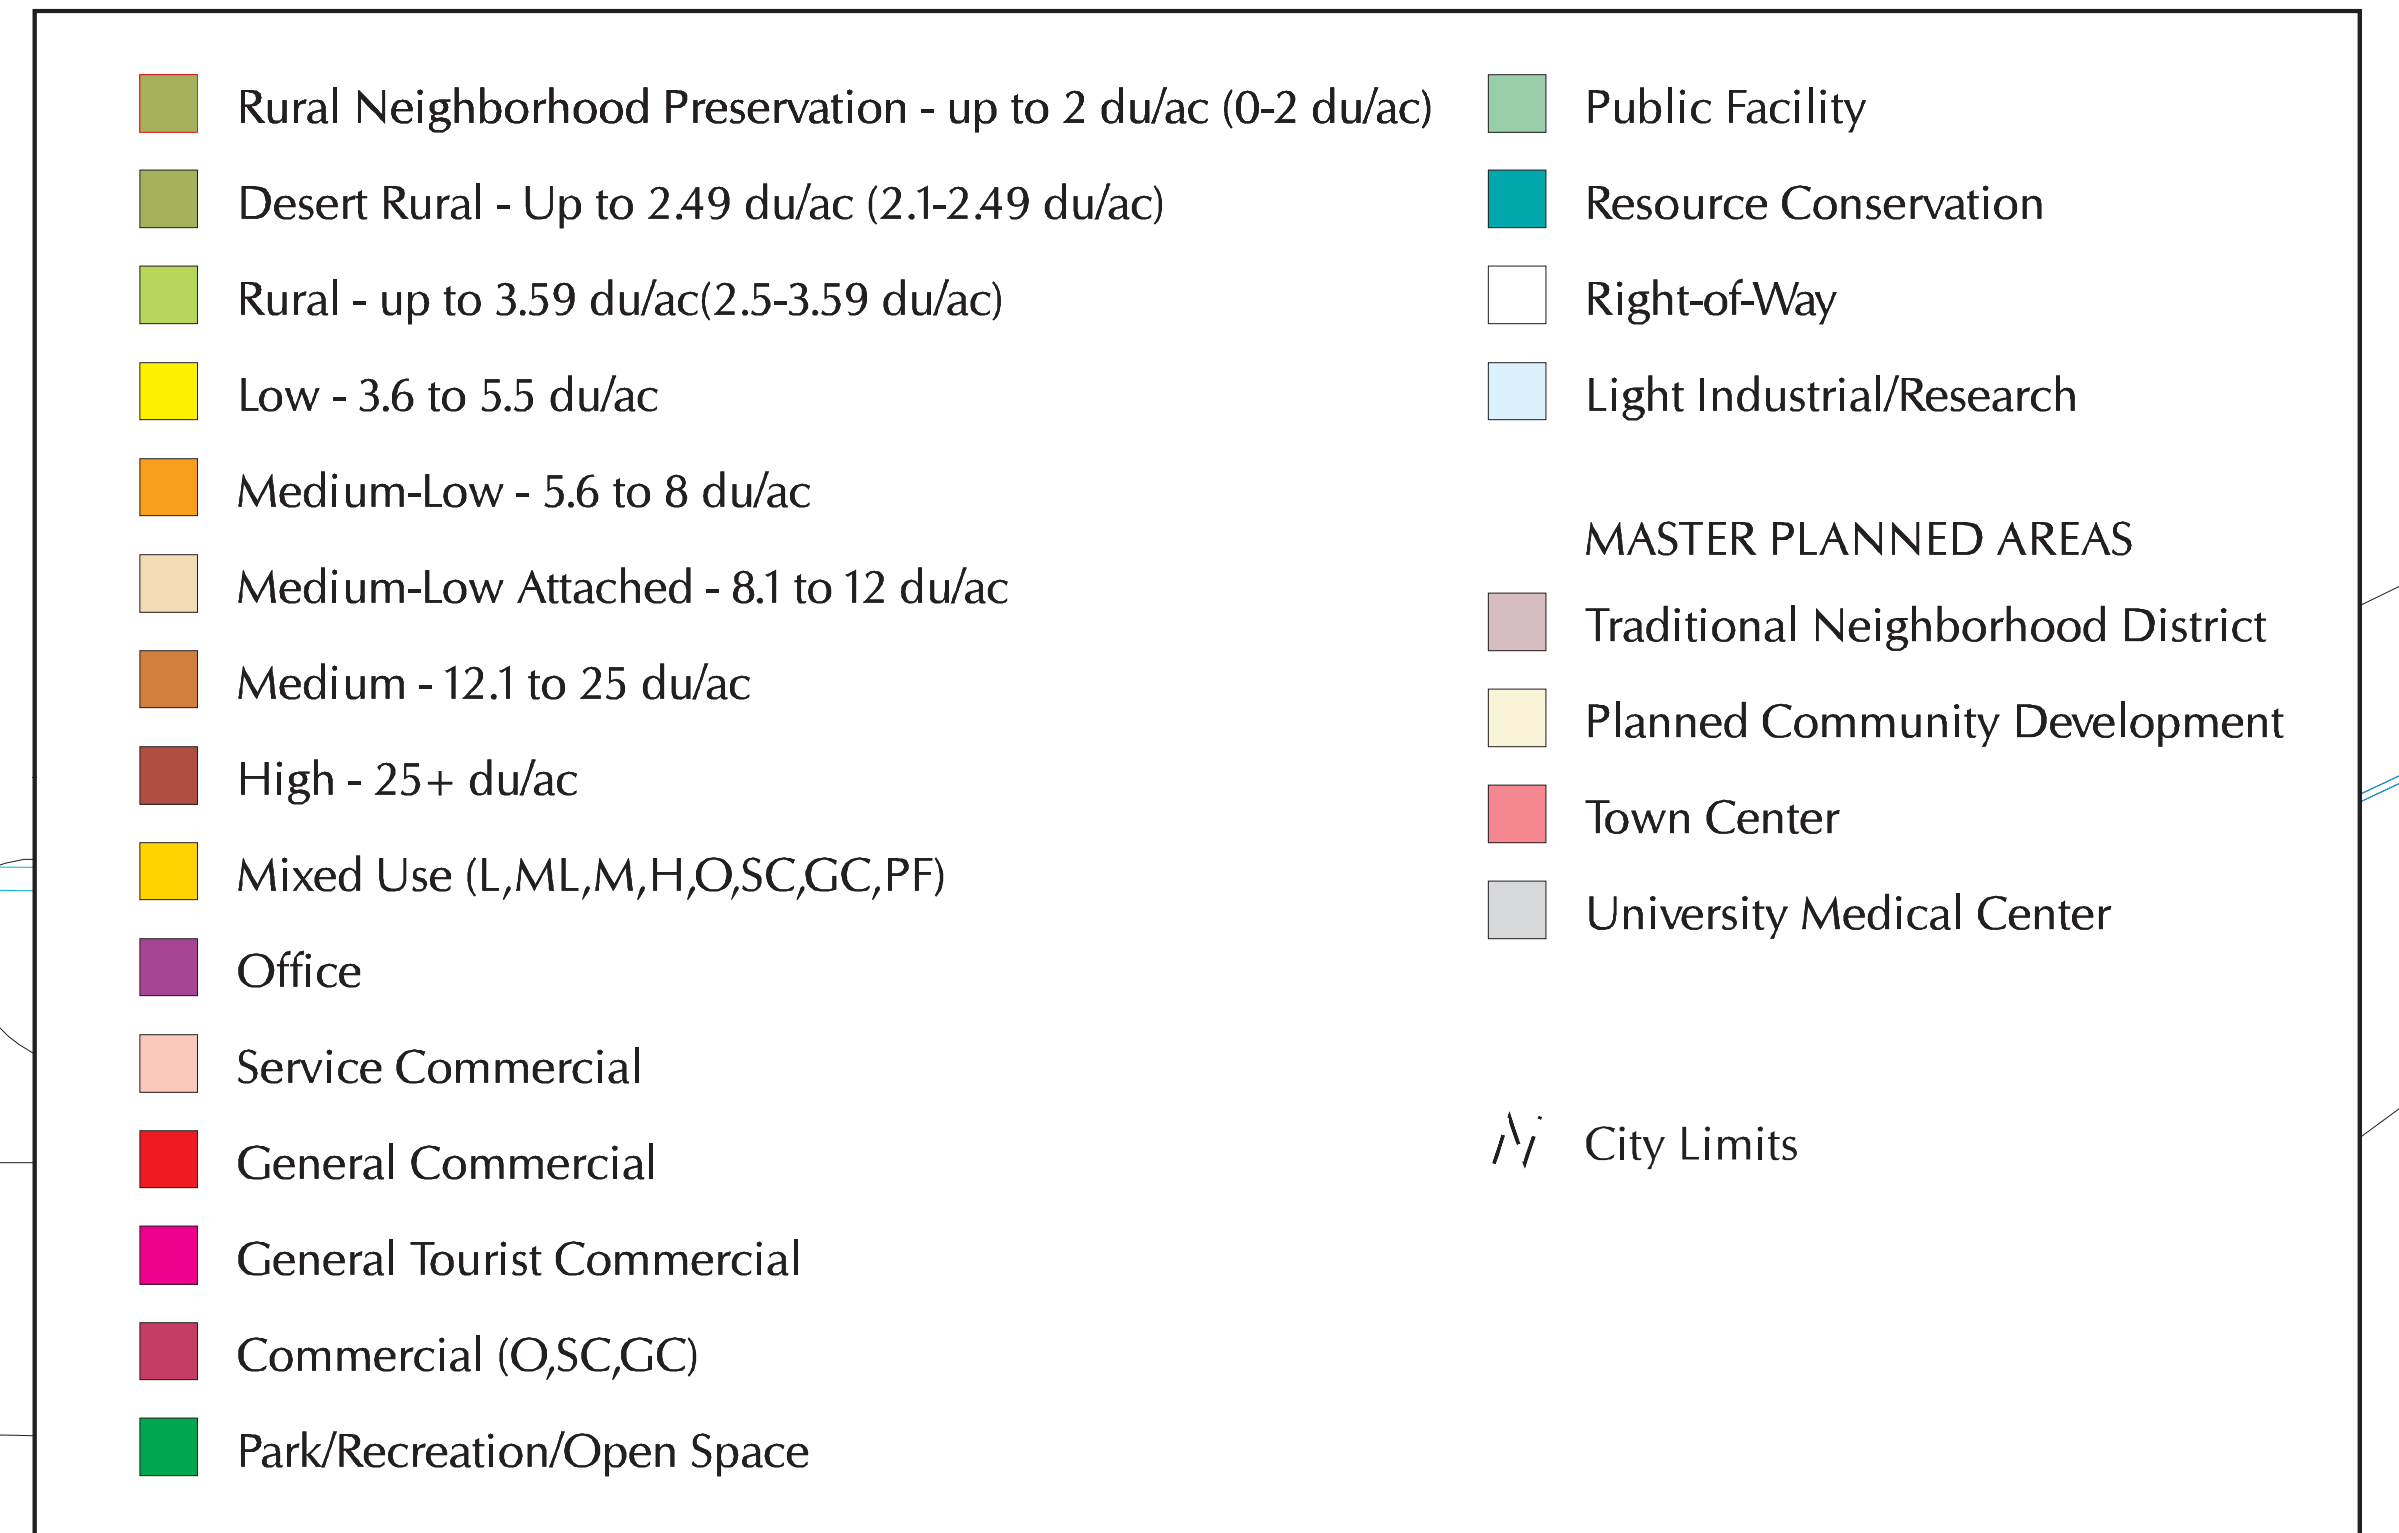 Rural Neighborhood Preservation - up to 2 du/ac (0-2 du/ac)
Desert Rural - Up to 2.49 du/ac (2.1-2.49 du/ac)
Rural - up to 3.59 du/ac(2.5-3.59 du/ac)
Low - 3.6 to 5.5 du/ac
Medium-Low - 5.6 to 8 du/ac
Medium-Low Attached - 8.1 to 12 du/ac
Medium - 12.1 to 25 du/ac
High - 25+ du/ac
Mixed Use (L,ML,M,H,O,SC,GC,PF)
Office
Service Commercial
General Commercial
General Tourist Commercial
Commercial (O,SC,GC)
Park/Recreation/Open Space
Public Facility
Resource Conservation
Right-of-Way
Light Industrial/Research
MASTER PLANNED AREAS
Traditional Neighborhood District
Planned Community Development
Town Center
University Medical Center
City Limits